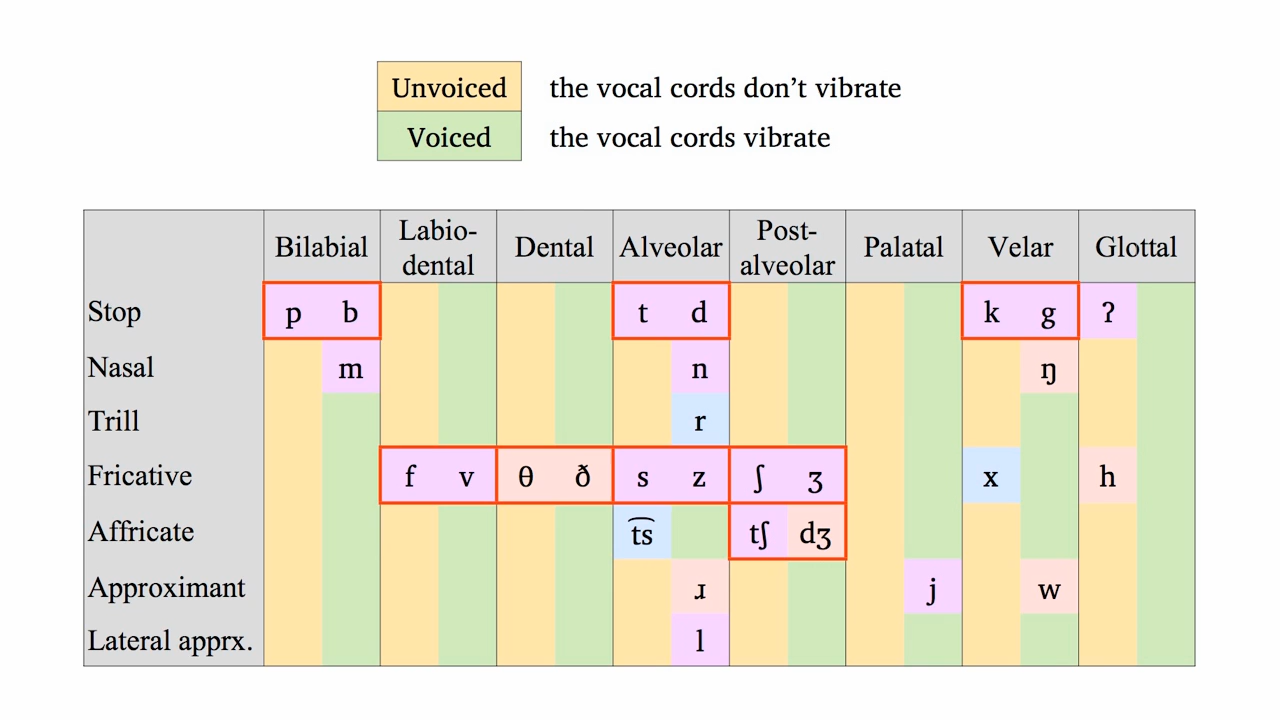 Unvoiced the vocal cords don’t vibrate
Voiced the vocal cords vibrate
Bilabial Labio-dental Dental Alveolar Post-alveolar Palatal Velar Glottal
Stop p b t d k g ʔ
Nasal m n ŋ
Trill r
Fricative f v θ ð s z ʃ ʒ x h
Affricate t͡s tʃ dʒ
Approximant ɹ j w
Lateral apprx. l